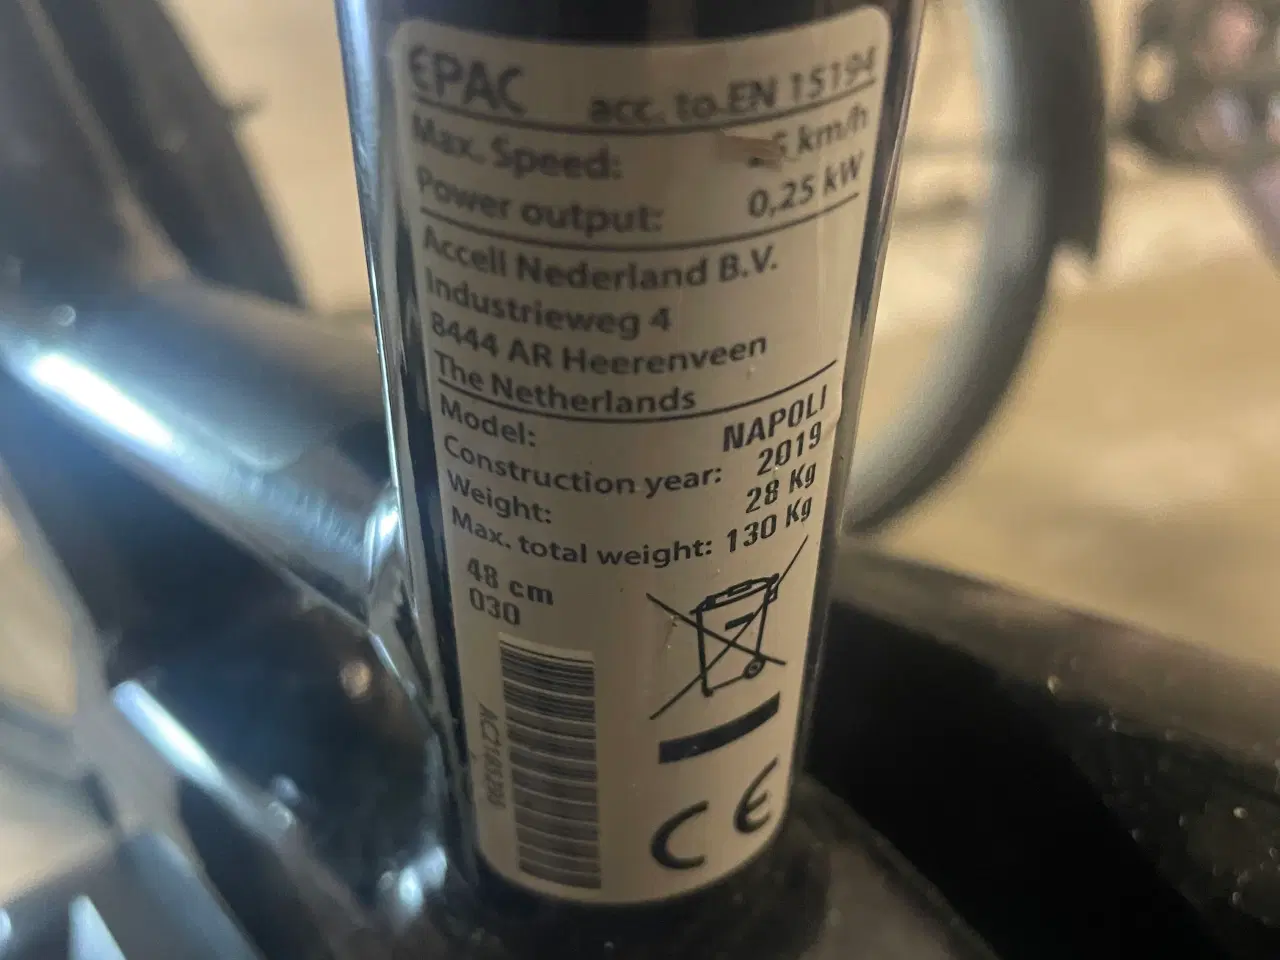 EPAC acc. to EN 15194
Max. Speed: 5 km/h
Power output: 0,25 kW
Accell Nederland B.V.
Industrieweg 4
8444 AR Heerenveen
The Netherlands
Model: NAPOLI
Construction year: 2019
Weight: 28 Kg
Max. total weight: 130 Kg
48 cm
030
CE